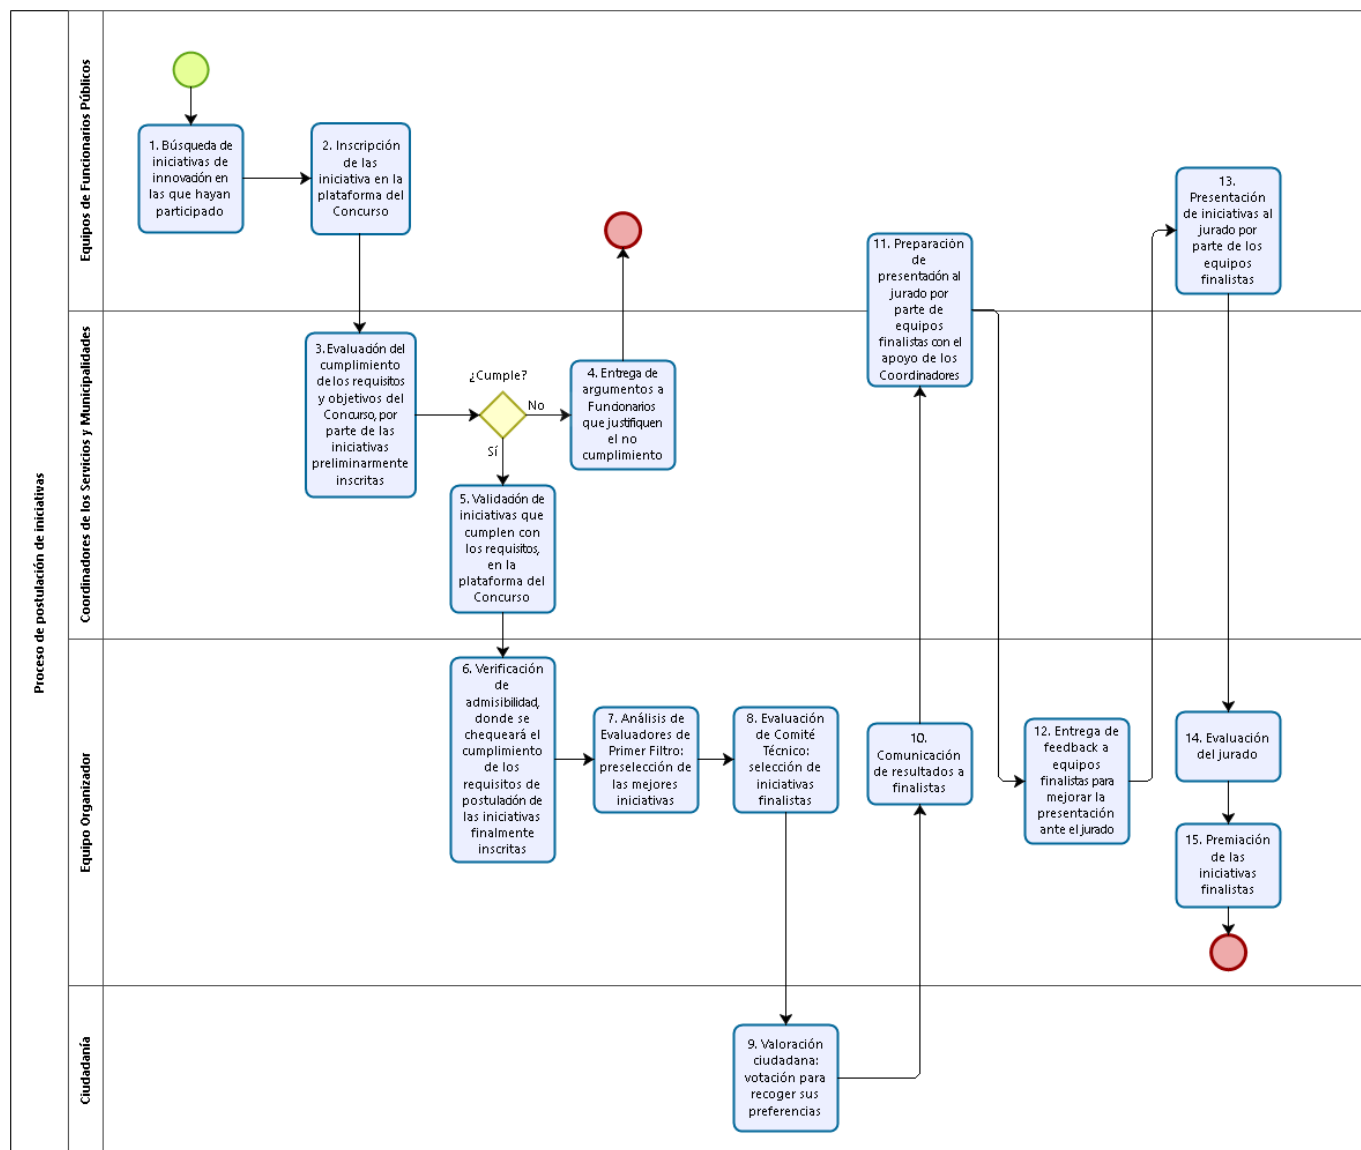 Proceso de postulación de iniciativas
Equipos de Funcionarios Públicos
1. Búsqueda de
iniciativas de
innovación en
las que hayan
participado
2. Inscripción
de las
iniciativa en la
plataforma del
Concurso
Coordinadores de los Servicios y Municipalidades
3. Evaluación del
cumplimiento
de los requisitos
y objetivos del
Concurso, por
parte de las
iniciativas
preliminarmente
inscritas
¿Cumple?
No
Sí
4. Entrega de
argumentos a
Funcionarios
que justifiquen
el no
cumplimiento
5. Validación de
iniciativas que
cumplen con
los requisitos,
en la
plataforma del
Concurso
Equipo Organizador
6. Verificación
de
admisibilidad,
donde se
chequeará el
cumplimiento
de los
requisitos de
postulación de
las iniciativas
finalmente
inscritas
7. Análisis de
Evaluadores de
Primer Filtro:
preselección de
las mejores
iniciativas
8. Evaluación
de Comité
Técnico:
selección de
iniciativas
finalistas
Ciudadanía
9. Valoración
ciudadana:
votación para
recoger sus
preferencias
10.
Comunicación
de resultados a
finalistas
11. Preparación
de
presentación al
jurado por
parte de
equipos
finalistas con el
apoyo de los
Coordinadores
12. Entrega de
feedback a
equipos
finalistas para
mejorar la
presentación
ante el jurado
13.
Presentación
de iniciativas al
jurado por
parte de los
equipos
finalistas
14. Evaluación
del jurado
15. Premiación
de las
iniciativas
finalistas